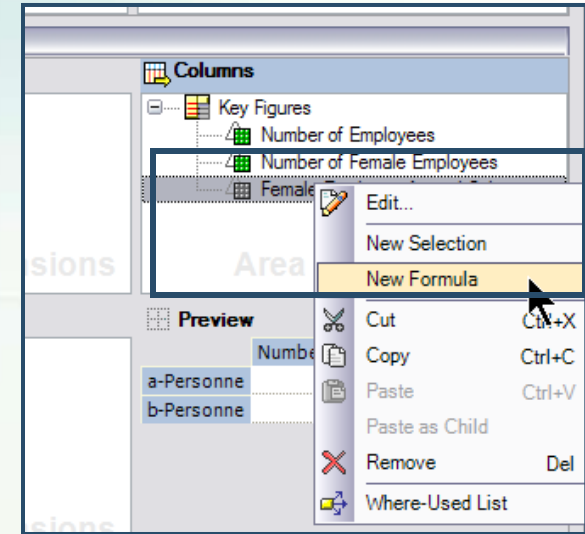 Columns
Key Figures
Number of Employees
Number of Female Employees
Female
Edit...
New Selection
sions
Area
New Formula
Preview
Cut
Ctrl+X
Copy
Ctrl+C
a-Personne
Paste
Ctrl+V
b-Personne
Paste as Child
Remove
Del
Where-Used List
sions